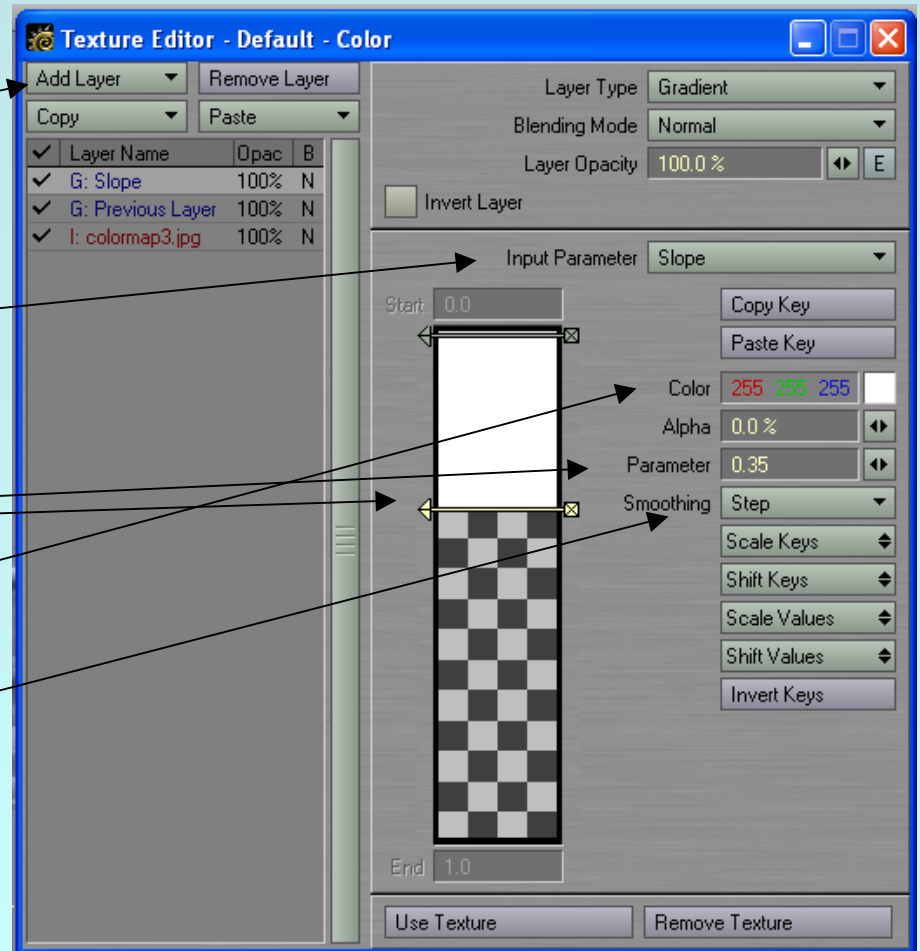 Texture Editor - Default - Color
Add Layer Remove Layer
Copy Paste
Layer Name Opac B
G: Slope 100% N
G: Previous Layer 100% N
I: colormap3.jpg 100% N
Layer Type Gradient
Blending Mode Normal
Layer Opacity 100.0 % E
Invert Layer
Input Parameter Slope
Start 0.0
Copy Key
Paste Key
Color 255 255 255
Alpha 0.0 %
Parameter 0.35
Smoothing Step
Scale Keys
Shift Keys
Scale Values
Shift Values
Invert Keys
End 1.0
Use Texture Remove Texture